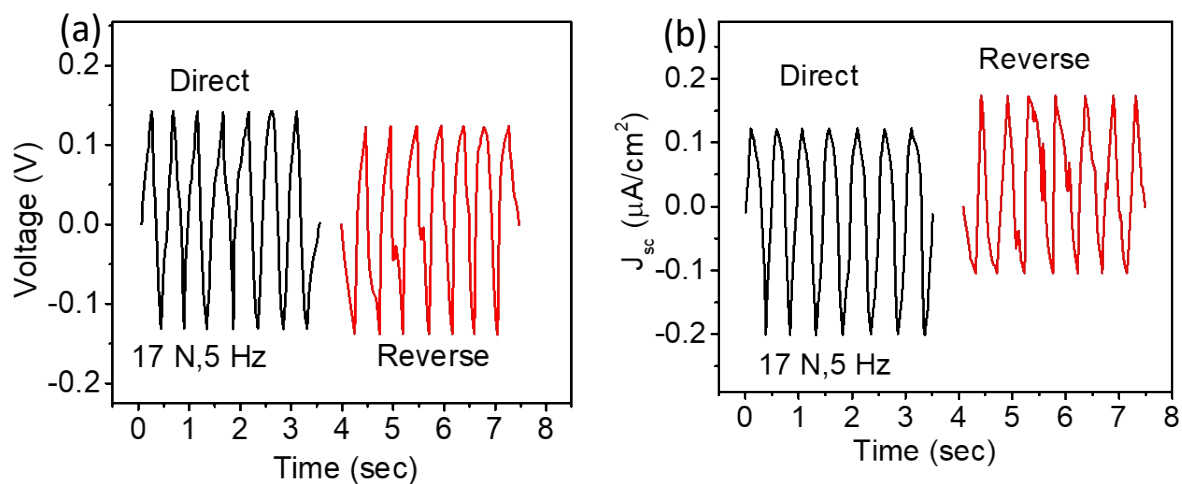 (a)
Voltage (V)
0.2
0.1
0.0
-0.1
-0.2
Direct
17 N,5 Hz
Reverse
0 1 2 3 4 5 6 7 8
Time (sec)
(b)
J_sc (μA/cm²)
0.2
0.1
0.0
-0.1
-0.2
Direct
Reverse
17 N,5 Hz
0 1 2 3 4 5 6 7 8
Time (sec)